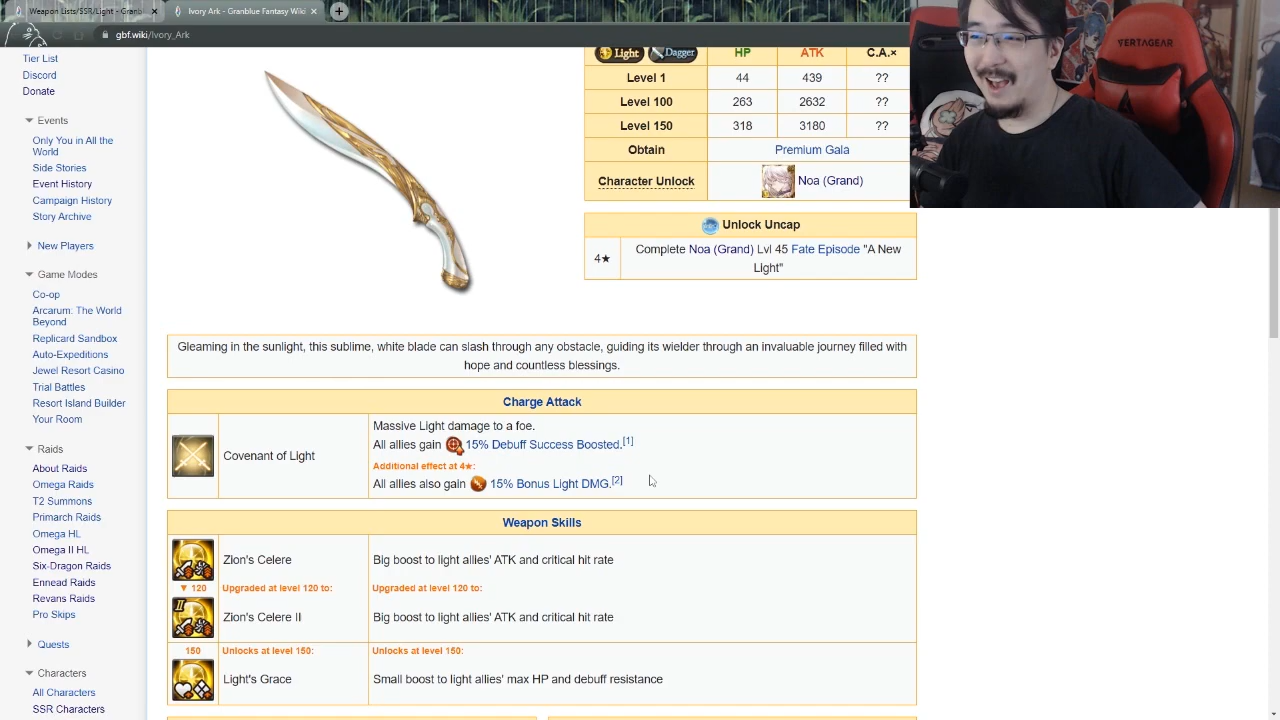 Weapon Lists/SSR/Light - Granbl
Ivory Ark - Granblue Fantasy Wiki
gbf.wiki/Ivory_Ark
Tier List
Discord
Donate
Events
Only You in All the
World
Side Stories
Event History
Campaign History
Story Archive
New Players
Game Modes
Co-op
Arcarum: The World
Beyond
Replicard Sandbox
Auto-Expeditions
Jewel Resort Casino
Trial Battles
Resort Island Builder
Your Room
Raids
About Raids
Omega Raids
T2 Summons
Primarch Raids
Omega HL
Omega II HL
Six-Dragon Raids
Ennead Raids
Revans Raids
Pro Skips
Quests
Characters
All Characters
SSR Characters
Light Dagger HP ATK C.A.×
Level 1 44 439 ??
Level 100 263 2632 ??
Level 150 318 3180 ??
Obtain Premium Gala
Character Unlock Noa (Grand)
Unlock Uncap
4★ Complete Noa (Grand) Lvl 45 Fate Episode "A New
Light"
Gleaming in the sunlight, this sublime, white blade can slash through any obstacle, guiding its wielder through an invaluable journey filled with
hope and countless blessings.
Charge Attack
Covenant of Light
Massive Light damage to a foe.
All allies gain 15% Debuff Success Boosted.[1]
Additional effect at 4★:
All allies also gain 15% Bonus Light DMG.[2]
Weapon Skills
Zion's Celere Big boost to light allies' ATK and critical hit rate
▼ 120 Upgraded at level 120 to: Upgraded at level 120 to:
II Zion's Celere II Big boost to light allies' ATK and critical hit rate
150 Unlocks at level 150: Unlocks at level 150:
Light's Grace Small boost to light allies' max HP and debuff resistance
VERTAGEAR